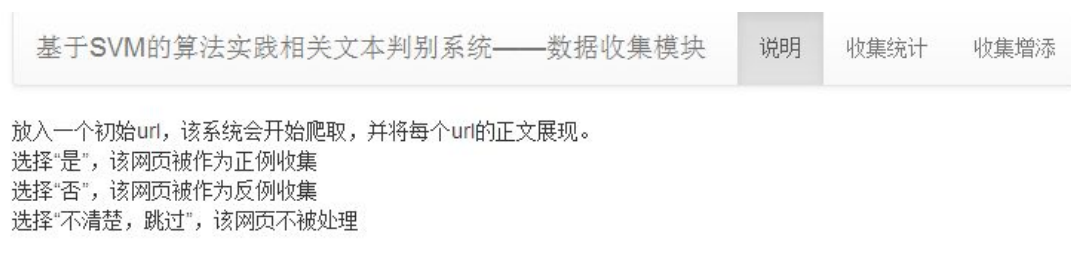 基于SVM的算法实践相关文本判别系统——数据收集模块 说明 收集统计 收集增添
放入一个初始url，该系统会开始爬取，并将每个url的正文展现。
选择“是”，该网页被作为正例收集
选择“否”，该网页被作为反例收集
选择“不清楚，跳过”，该网页不被处理